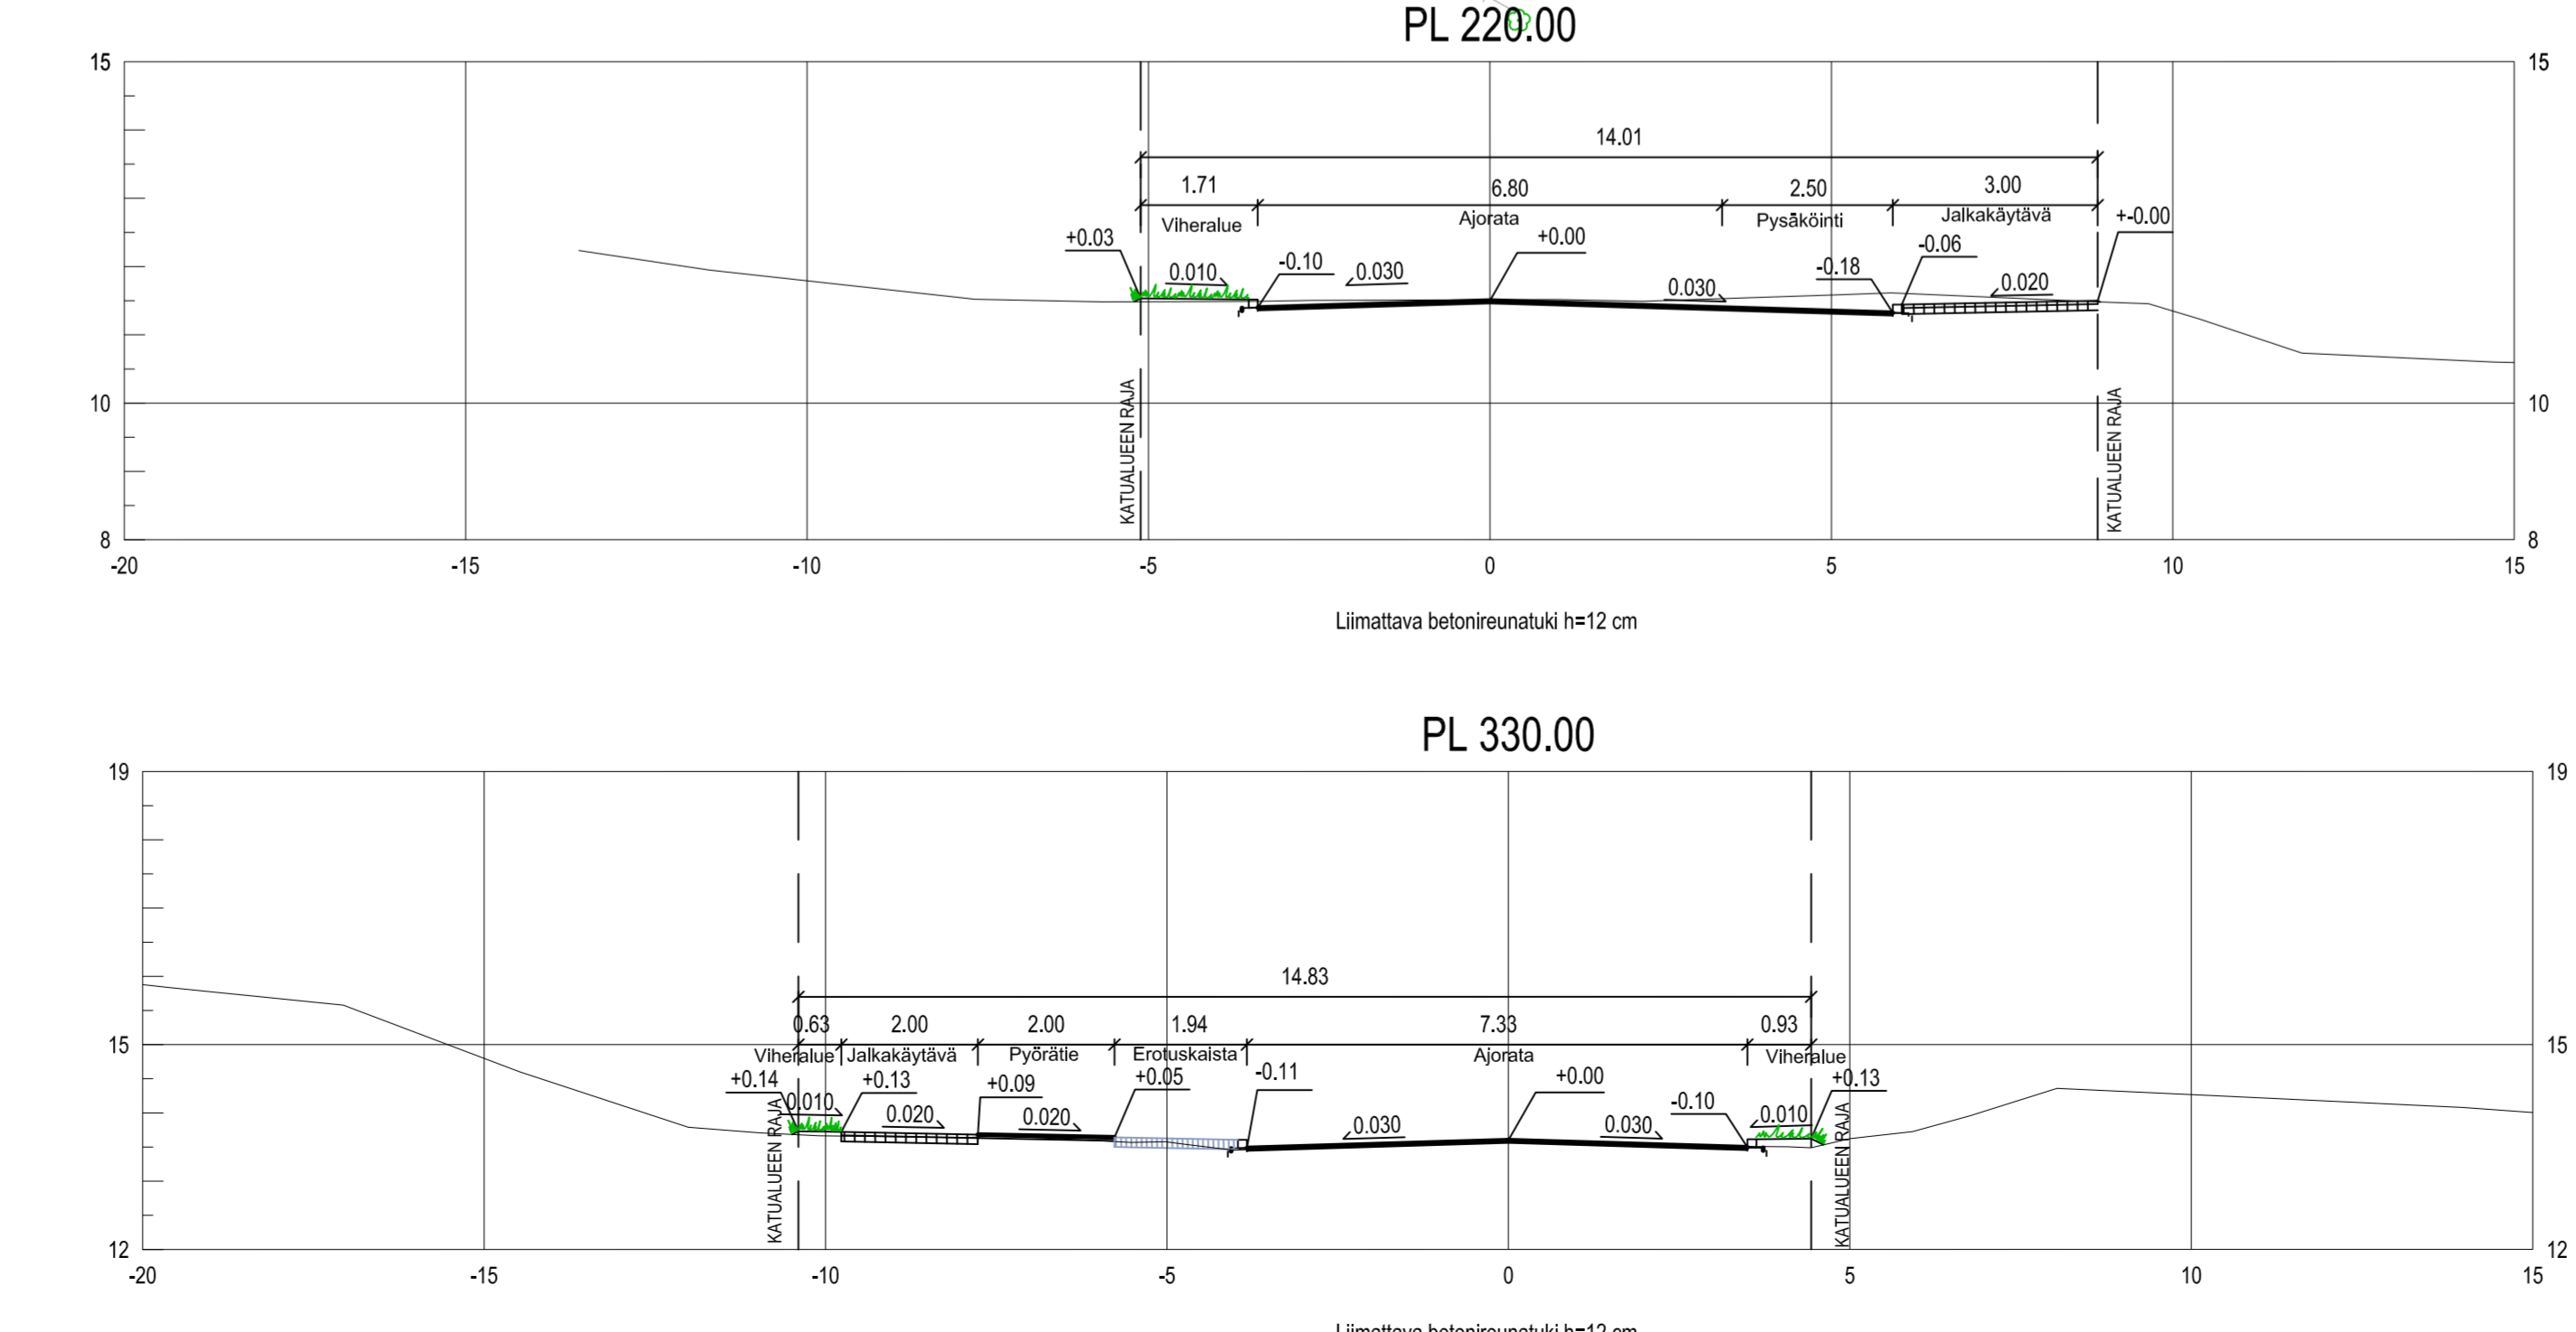 PL 220.00
15 15
14.01
1.71 6.80 2.50 3.00
Viheralue Ajorata Pysäköinti Jalkakäytävä
+0.03 -0.10 +0.00 -0.18 -0.06 +-0.00
0.010 0.030 0.030 0.020
10 10
KATUALUEEN RAJA KATUALUEEN RAJA
8 8
-20 -15 -10 -5 0 5 10 15
Liimattava betonireunatuki h=12 cm
PL 330.00
19 19
14.83
0.63 2.00 2.00 1.94 7.33 0.93
15 15
Viheralue Jalkakäytävä Pyörätie Erotuskaista Ajorata Viheralue
+0.14 +0.13 +0.09 +0.05 -0.11 +0.00 -0.10 +0.13
0.010 0.020 0.020 0.030 0.030 0.010
KATUALUEEN RAJA KATUALUEEN RAJA
12 12
-20 -15 -10 -5 0 5 10 15
Liimattava betonireunatuki h=12 cm